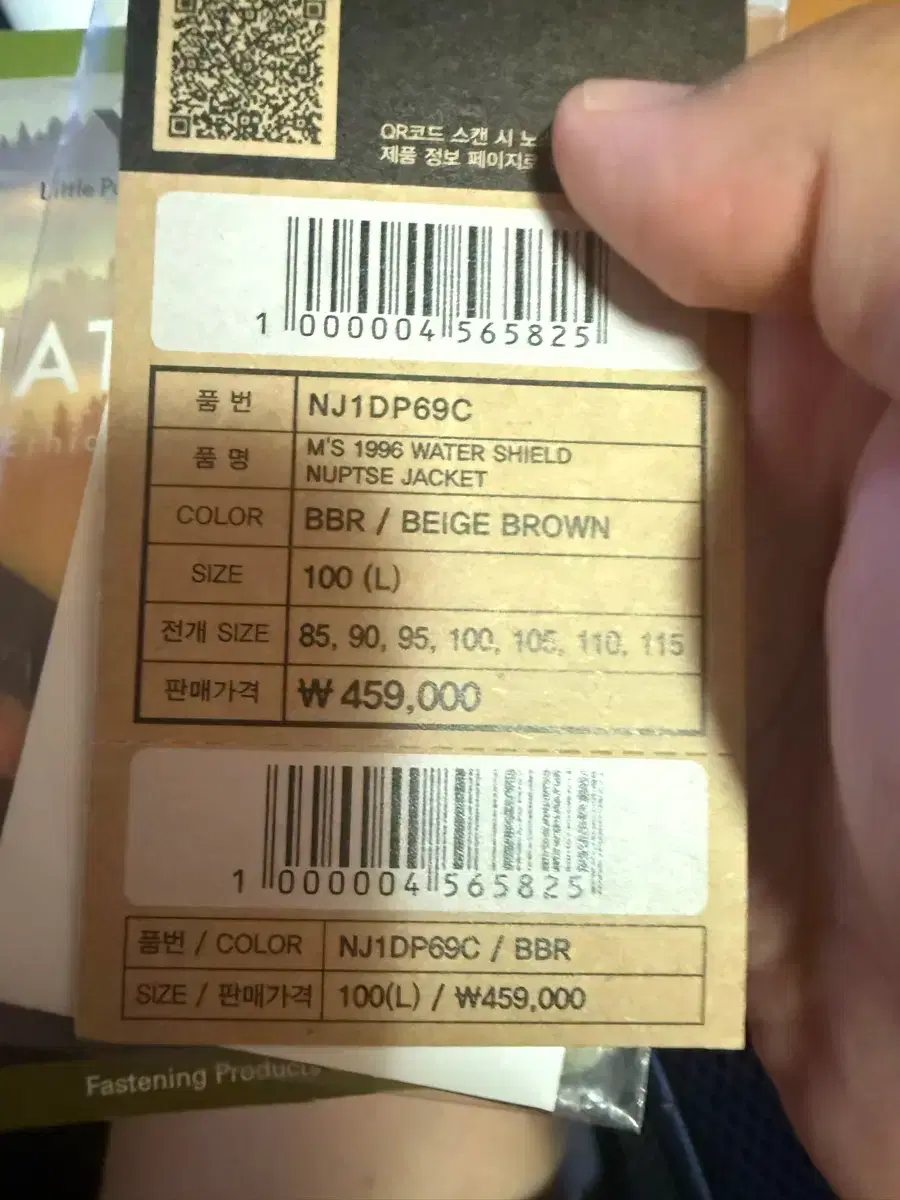 QR코드 스캔 시
제품 정보 페이지로
Little
1 000004 565825
품번 NJ1DP69C
품명 M'S 1996 WATER SHIELD
NUPTSE JACKET
COLOR BBR / BEIGE BROWN
SIZE 100 (L)
전개 SIZE 85, 90, 95, 100, 105, 110, 115
판매가격 ₩ 459,000
1 000004 565825
품번 / COLOR NJ1DP69C / BBR
SIZE / 판매가격 100(L) / ₩459,000
Fastening Products